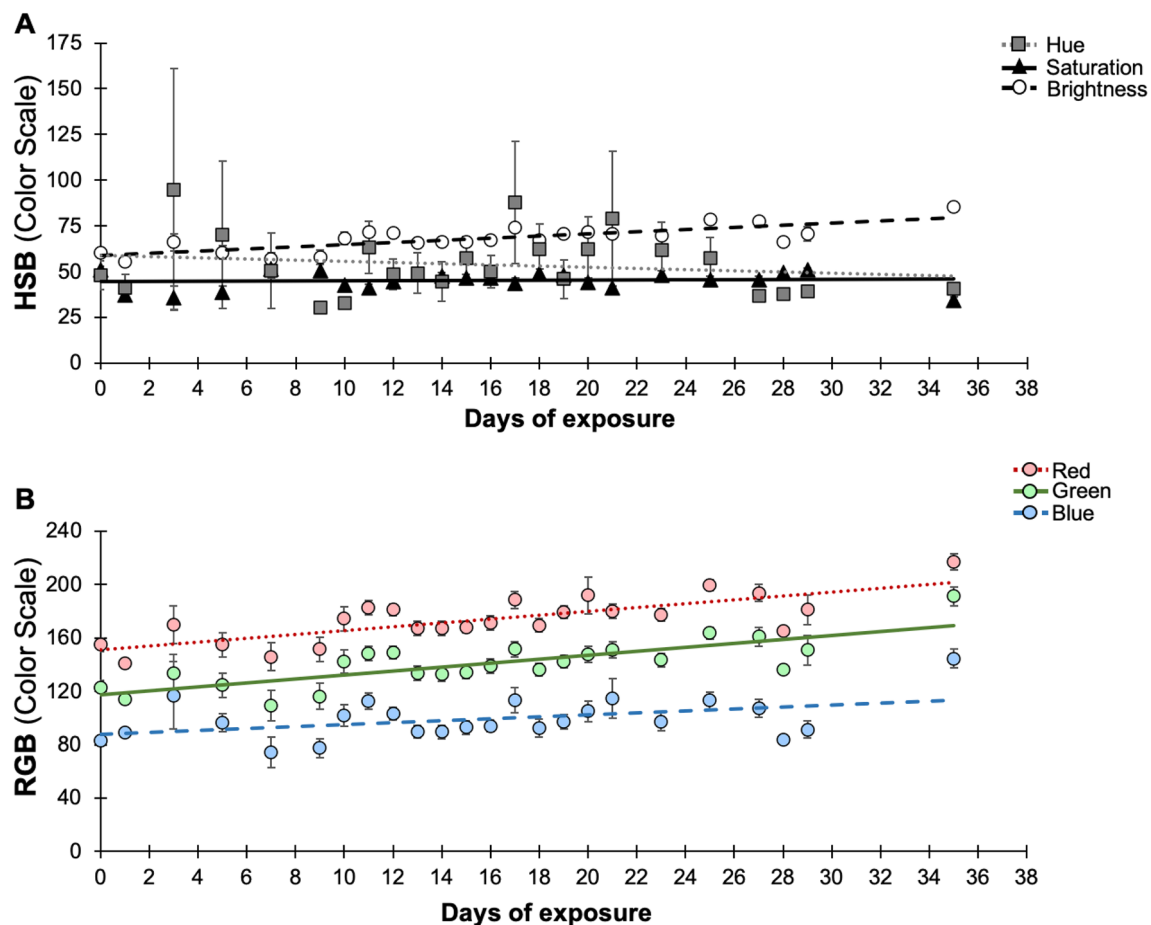 A
175
150
125
100
75
50
25
0
HSB (Color Scale)
Hue
Saturation
Brightness
0 2 4 6 8 10 12 14 16 18 20 22 24 26 28 30 32 34 36 38
Days of exposure
B
240
200
160
120
80
40
0
RGB (Color Scale)
Red
Green
Blue
0 2 4 6 8 10 12 14 16 18 20 22 24 26 28 30 32 34 36 38
Days of exposure